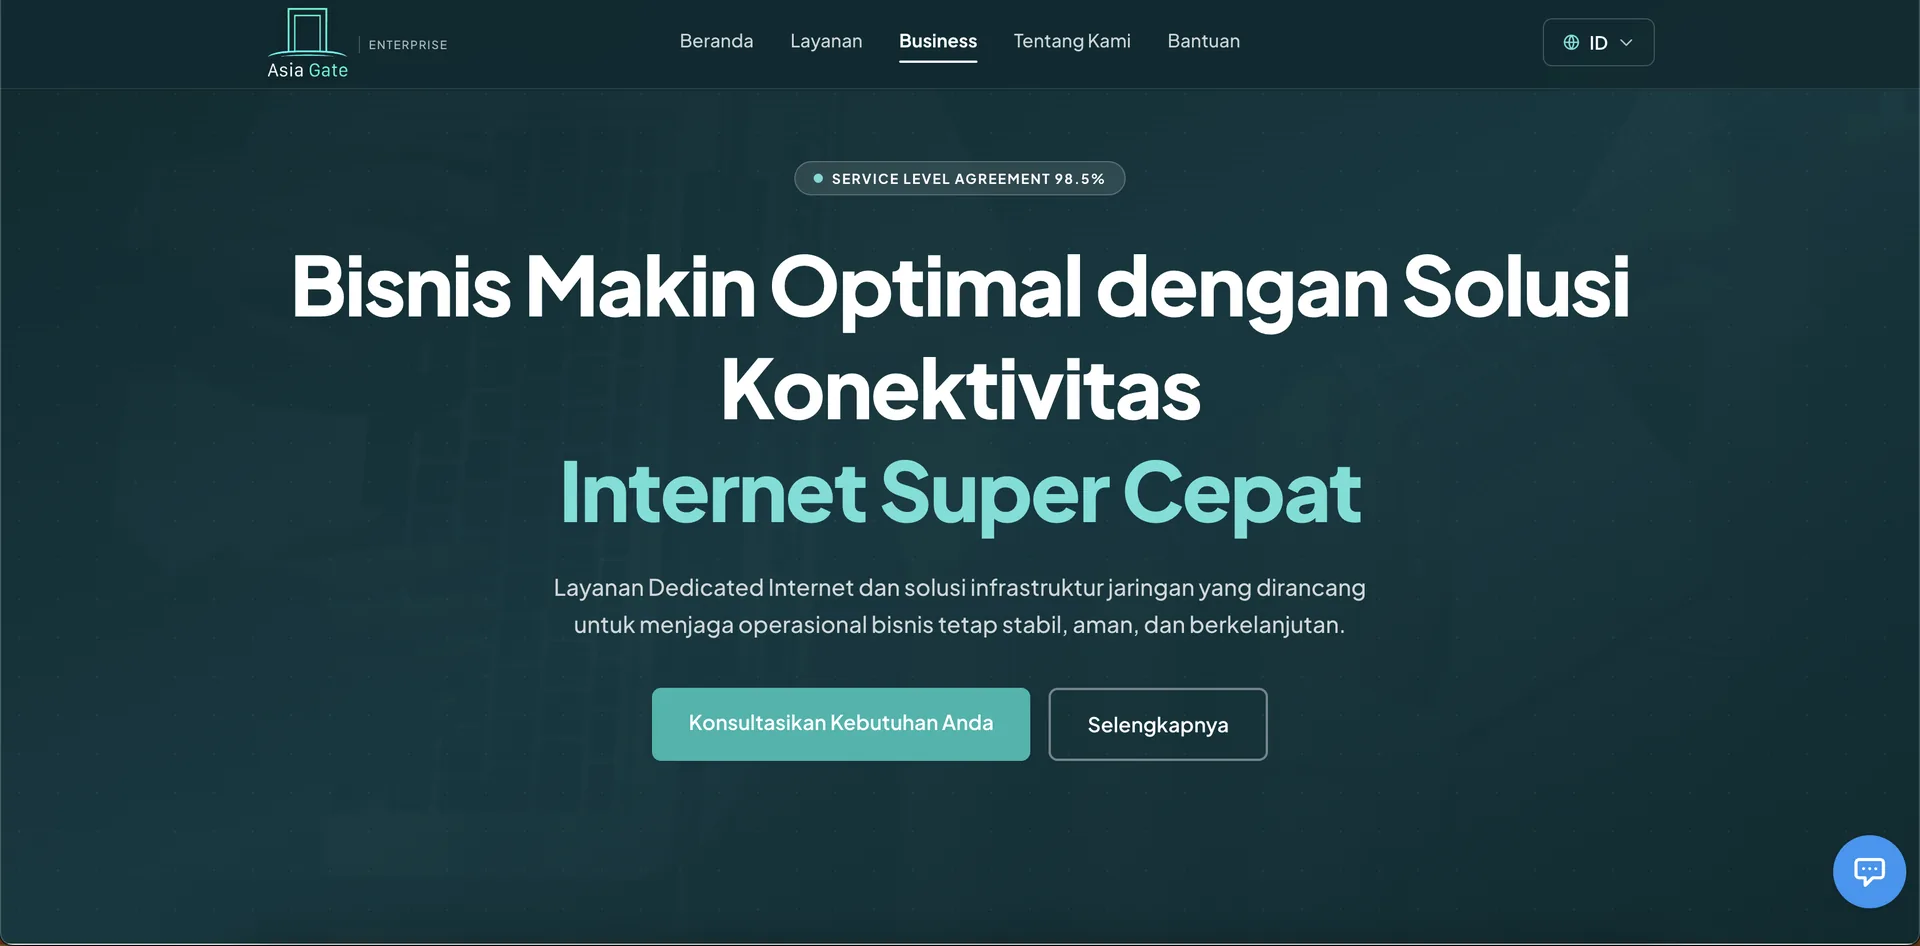 Asia Gate
ENTERPRISE
Beranda
Layanan
Business
Tentang Kami
Bantuan
ID
SERVICE LEVEL AGREEMENT 98.5%
Bisnis Makin Optimal dengan Solusi
Konektivitas
Internet Super Cepat
Layanan Dedicated Internet dan solusi infrastruktur jaringan yang dirancang
untuk menjaga operasional bisnis tetap stabil, aman, dan berkelanjutan.
Konsultasikan Kebutuhan Anda
Selengkapnya